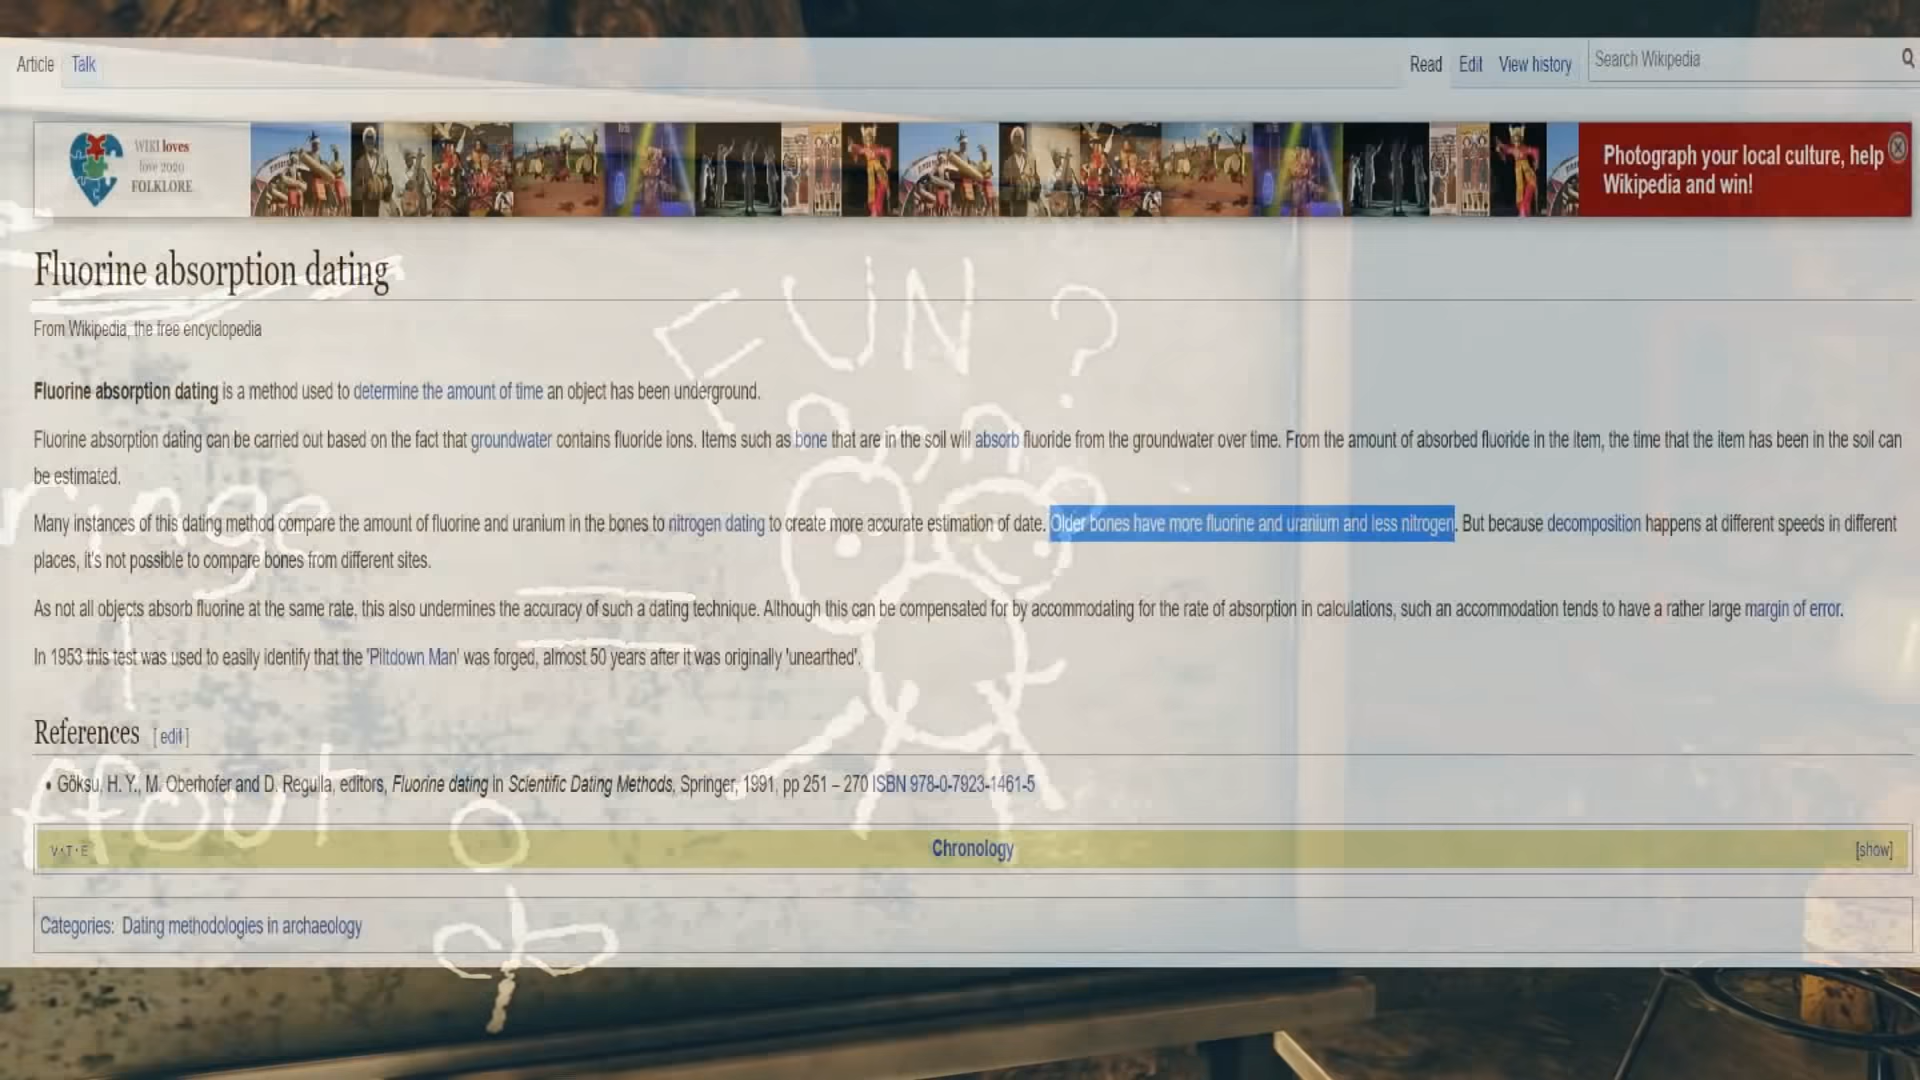 Article Talk Read Edit View history Search Wikipedia
WIKI loves
love 2020
FOLKLORE
Photograph your local culture, help
Wikipedia and win!
Fluorine absorption dating
From Wikipedia, the free encyclopedia
FUN?
Fluorine absorption dating is a method used to determine the amount of time an object has been underground.
Fluorine absorption dating can be carried out based on the fact that groundwater contains fluoride ions. Items such as bone that are in the soil will absorb fluoride from the groundwater over time. From the amount of absorbed fluoride in the item, the time that the item has been in the soil can
be estimated.
Many instances of this dating method compare the amount of fluorine and uranium in the bones to nitrogen dating to create more accurate estimation of date. Older bones have more fluorine and uranium and less nitrogen. But because decomposition happens at different speeds in different
places, it's not possible to compare bones from different sites.
As not all objects absorb fluorine at the same rate, this also undermines the accuracy of such a dating technique. Although this can be compensated for by accommodating for the rate of absorption in calculations, such an accommodation tends to have a rather large margin of error.
In 1953 this test was used to easily identify that the 'Piltdown Man' was forged, almost 50 years after it was originally 'unearthed'.
References [ edit ]
• Göksu, H. Y., M. Oberhofer and D. Regulla, editors, Fluorine dating in Scientific Dating Methods, Springer, 1991, pp 251 – 270 ISBN 978-0-7923-1461-5
V·T·E Chronology [show]
Categories: Dating methodologies in archaeology